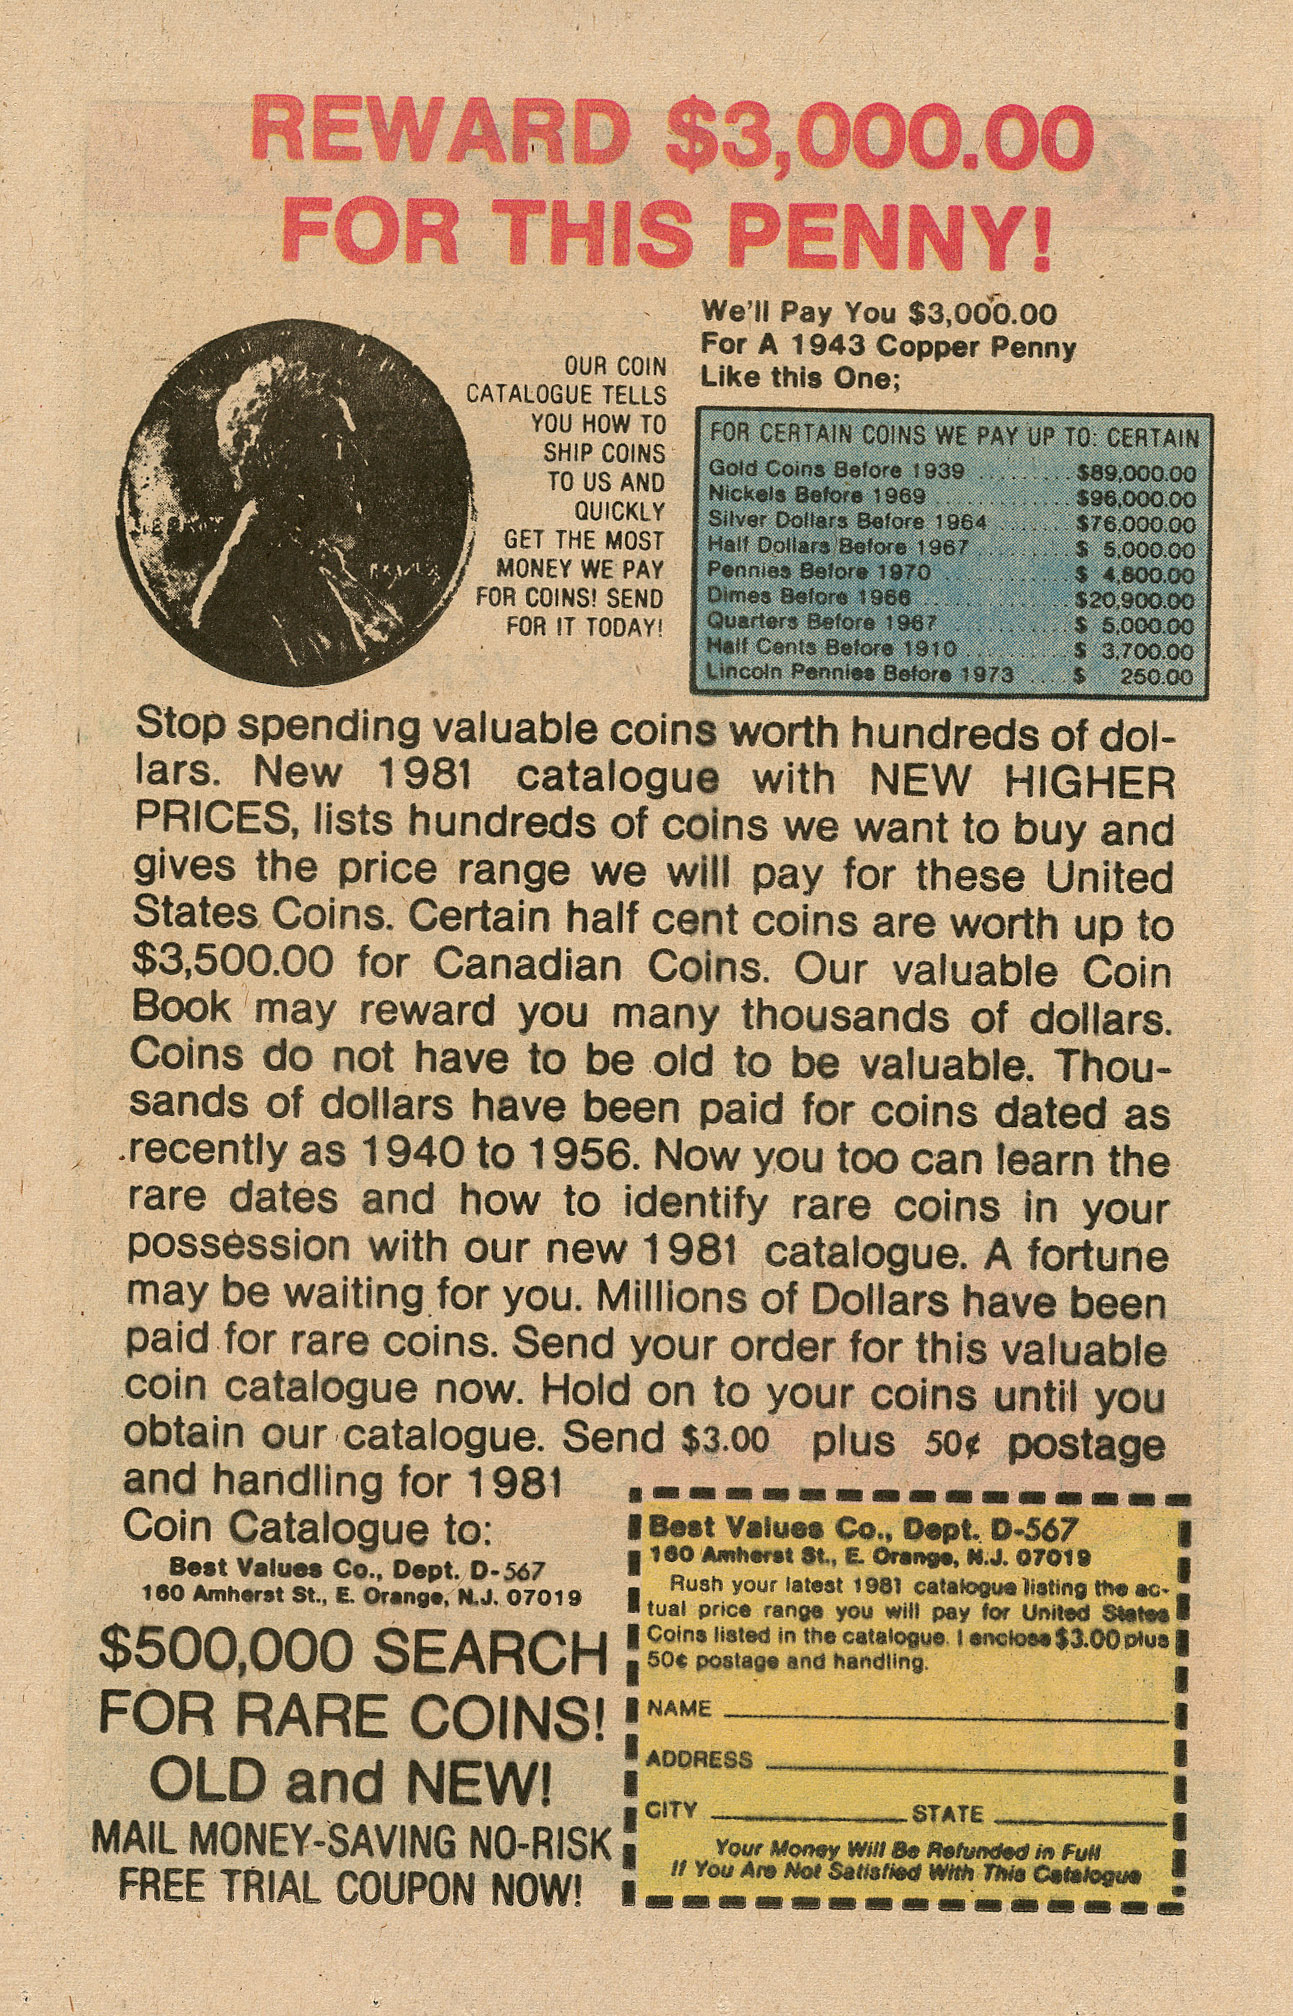 REWARD $3,000.00
FOR THIS PENNY!
OUR COIN
CATALOGUE TELLS
YOU HOW TO
SHIP COINS
TO US AND
QUICKLY
GET THE MOST
MONEY WE PAY
FOR COINS! SEND
FOR IT TODAY!
We'll Pay You $3,000.00
For A 1943 Copper Penny
Like this One;
FOR CERTAIN COINS WE PAY UP TO: CERTAIN
Gold Coins Before 1939 ......... $89,000.00
Nickels Before 1969 ............. $96,000.00
Silver Dollars Before 1964 ....... $76,000.00
Half Dollars Before 1967 ......... $ 5,000.00
Pennies Before 1970 ............. $ 4,800.00
Dimes Before 1966 .............. $20,900.00
Quarters Before 1967 ........... $ 5,000.00
Half Cents Before 1910 .......... $ 3,700.00
Lincoln Pennies Before 1973 .... $ 250.00
Stop spending valuable coins worth hundreds of dol-
lars. New 1981 catalogue with NEW HIGHER
PRICES, lists hundreds of coins we want to buy and
gives the price range we will pay for these United
States Coins. Certain half cent coins are worth up to
$3,500.00 for Canadian Coins. Our valuable Coin
Book may reward you many thousands of dollars.
Coins do not have to be old to be valuable. Thou-
sands of dollars have been paid for coins dated as
recently as 1940 to 1956. Now you too can learn the
rare dates and how to identify rare coins in your
possession with our new 1981 catalogue. A fortune
may be waiting for you. Millions of Dollars have been
paid for rare coins. Send your order for this valuable
coin catalogue now. Hold on to your coins until you
obtain our catalogue. Send $3.00 plus 50¢ postage
and handling for 1981
Coin Catalogue to:
Best Values Co., Dept. D-567
160 Amherst St., E. Orange, N.J. 07019
$500,000 SEARCH
FOR RARE COINS!
OLD and NEW!
MAIL MONEY-SAVING NO-RISK
FREE TRIAL COUPON NOW!
Best Values Co., Dept. D-567
160 Amherst St., E. Orange, N.J. 07019
Rush your latest 1981 catalogue listing the ac-
tual price range you will pay for United States
Coins listed in the catalogue. I enclose $3.00 plus
50¢ postage and handling.
NAME
ADDRESS
CITY STATE
Your Money Will Be Refunded in Full
If You Are Not Satisfied With This Catalogue